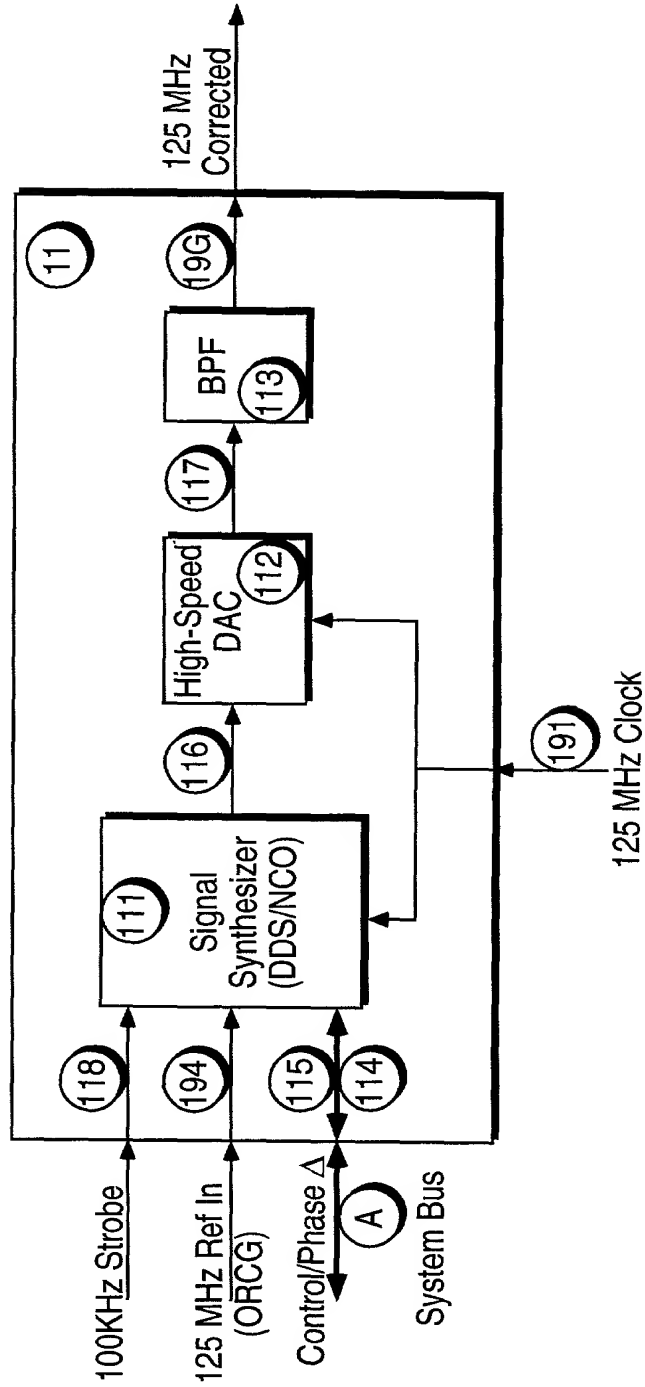 11
100KHz Strobe
118
125 MHz Ref In
(ORCG)
194
Control/Phase Δ
A
System Bus
115
114
111
Signal
Synthesizer
(DDS/NCO)
116
High-Speed
DAC
112
117
BPF
113
19G
125 MHz
Corrected
191
125 MHz Clock